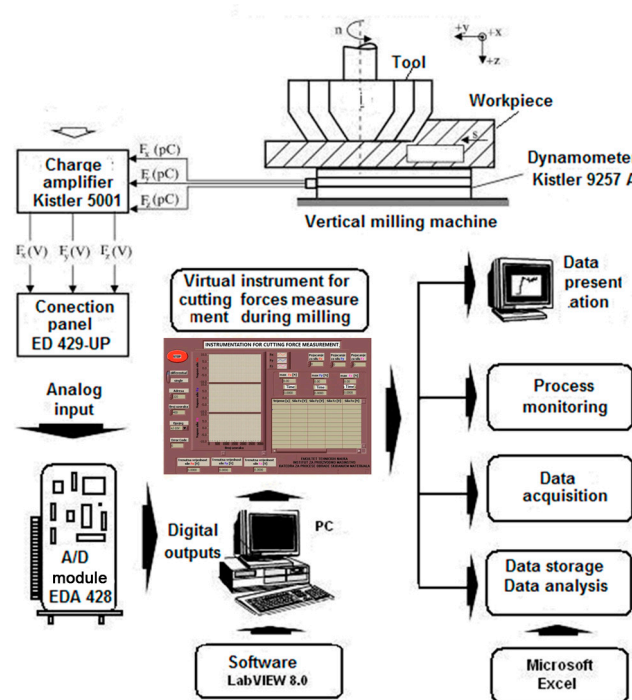 n
+y
+x
+z
Tool
Workpiece
s
Dynamomete
Kistler 9257 A
Vertical milling machine
Fx (pC)
Fy (pC)
Fz (pC)
Charge
amplifier
Kistler 5001
Fx (V)
Fy (V)
Fz (V)
Conection
panel
ED 429-UP
Analog
input
A/D
module
EDA 428
Digital
outputs
Virtual instrument for
cutting forces measure
ment during milling
INSTRUMENTATION FOR CUTTING FORCE MEASUREMENT
PC
Software
LabVIEW 8.0
Data
present
ation
Process
monitoring
Data
acquisition
Data storage
Data analysis
Microsoft
Excel